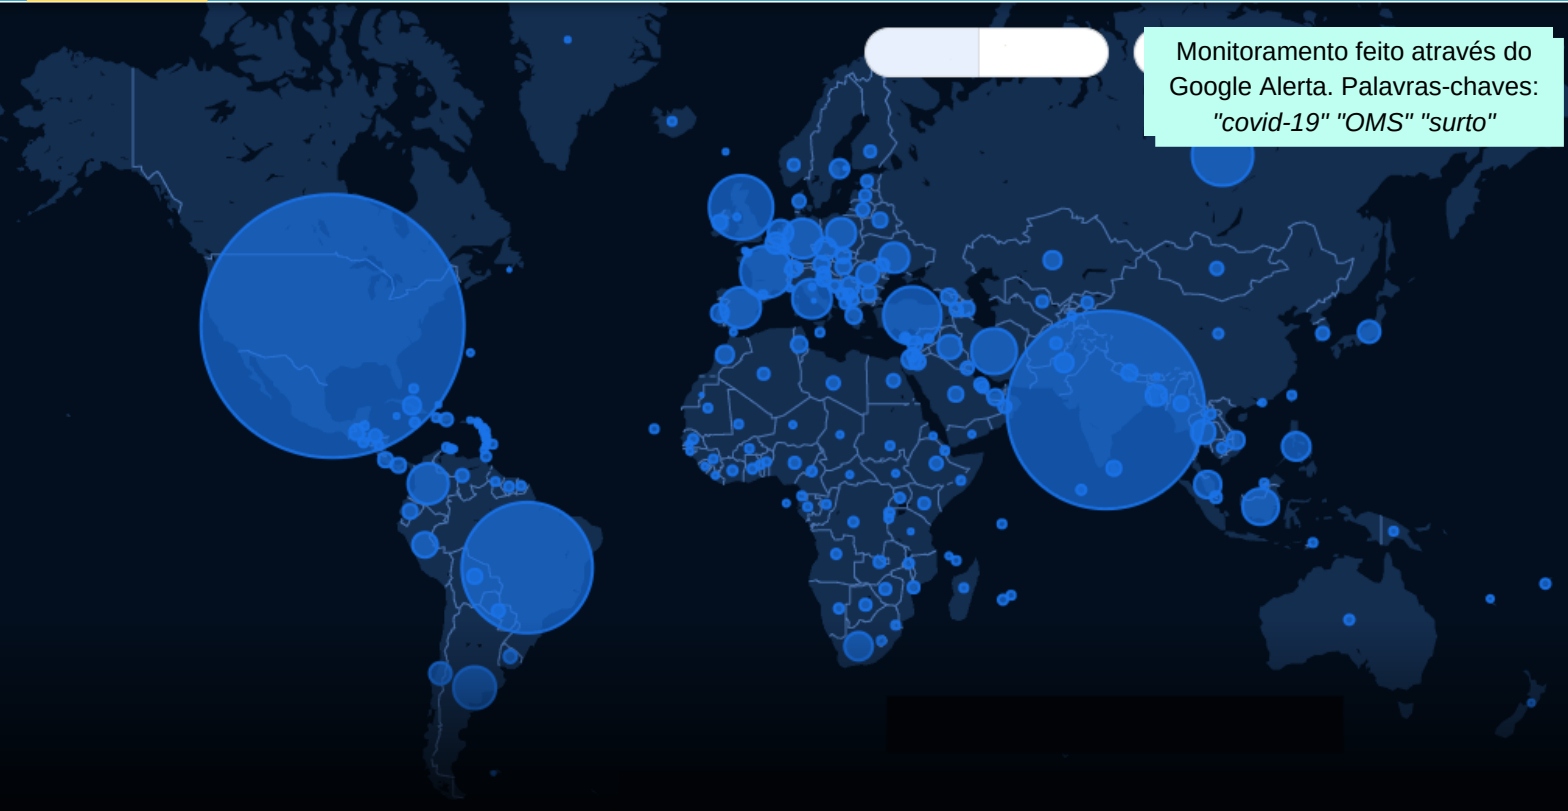 Monitoramento feito através do
Google Alerta. Palavras-chaves:
"covid-19" "OMS" "surto"